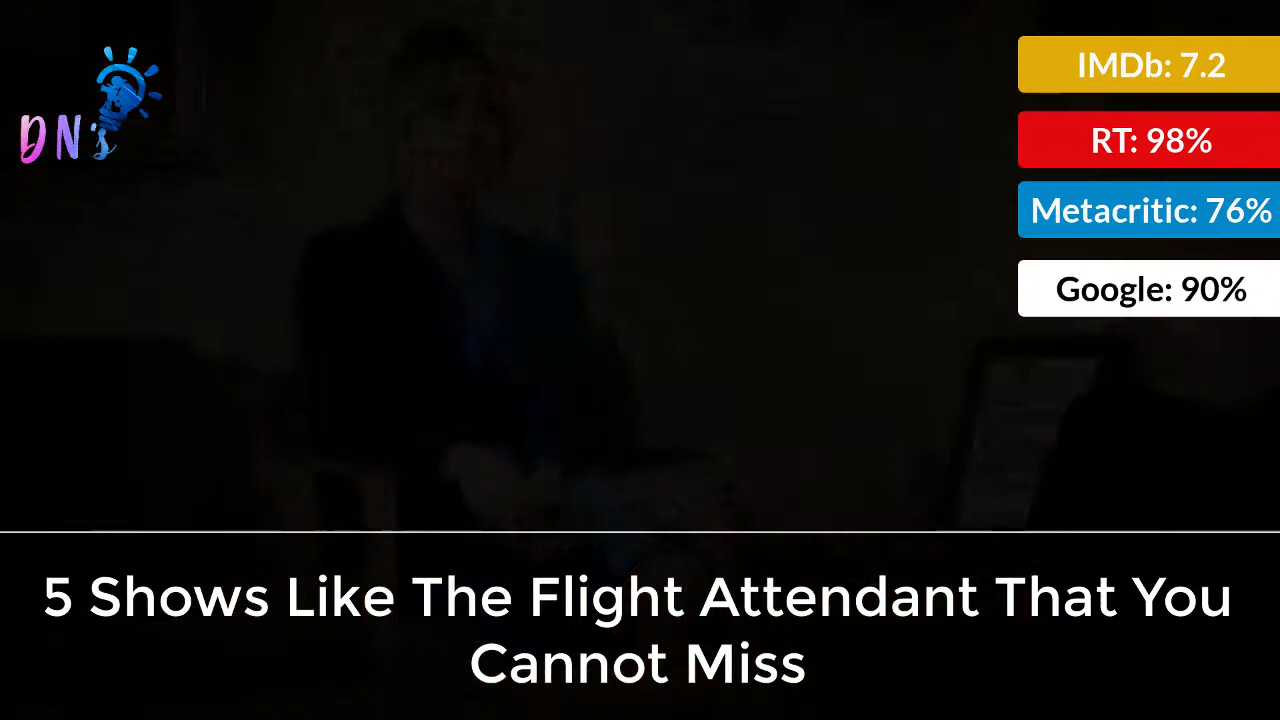 DN's
IMDb: 7.2
RT: 98%
Metacritic: 76%
Google: 90%
5 Shows Like The Flight Attendant That You
Cannot Miss